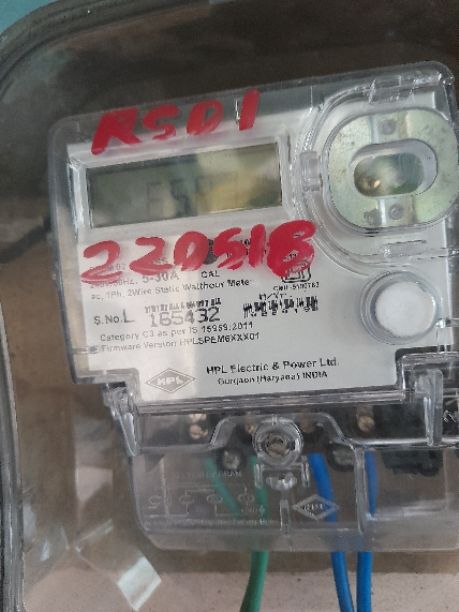 RSD1
220518
5-30A CAL
ac, 1Ph, 2Wire Static Watthour Meter
S.No.L 165432
Category C3 as per IS 15959:2011
Firmware Version: HPLSPEM6XXX01
HPL Electric & Power Ltd.
Gurgaon (Haryana) INDIA
HPL